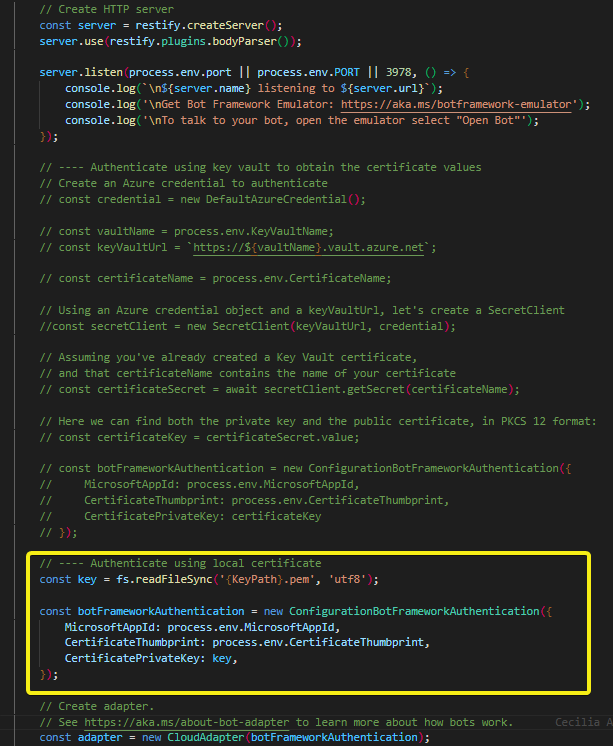 // Create HTTP server
const server = restify.createServer();
server.use(restify.plugins.bodyParser());
server.listen(process.env.port || process.env.PORT || 3978, () => {
console.log(`\n${server.name} listening to ${server.url}`);
console.log('\nGet Bot Framework Emulator: https://aka.ms/botframework-emulator');
console.log('\nTo talk to your bot, open the emulator select "Open Bot"');
});
// ---- Authenticate using key vault to obtain the certificate values
// Create an Azure credential to authenticate
// const credential = new DefaultAzureCredential();
// const vaultName = process.env.KeyVaultName;
// const keyVaultUrl = `https://${vaultName}.vault.azure.net`;
// const certificateName = process.env.CertificateName;
// Using an Azure credential object and a keyVaultUrl, let's create a SecretClient
//const secretClient = new SecretClient(keyVaultUrl, credential);
// Assuming you've already created a Key Vault certificate,
// and that certificateName contains the name of your certificate
// const certificateSecret = await secretClient.getSecret(certificateName);
// Here we can find both the private key and the public certificate, in PKCS 12 format:
// const certificateKey = certificateSecret.value;
// const botFrameworkAuthentication = new ConfigurationBotFrameworkAuthentication({
//     MicrosoftAppId: process.env.MicrosoftAppId,
//     CertificateThumbprint: process.env.CertificateThumbprint,
//     CertificatePrivateKey: certificateKey
// });
// ---- Authenticate using local certificate
const key = fs.readFileSync('{KeyPath}.pem', 'utf8');
const botFrameworkAuthentication = new ConfigurationBotFrameworkAuthentication({
MicrosoftAppId: process.env.MicrosoftAppId,
CertificateThumbprint: process.env.CertificateThumbprint,
CertificatePrivateKey: key,
});
// Create adapter.
// See https://aka.ms/about-bot-adapter to learn more about how bots work. Cecilia A
const adapter = new CloudAdapter(botFrameworkAuthentication);